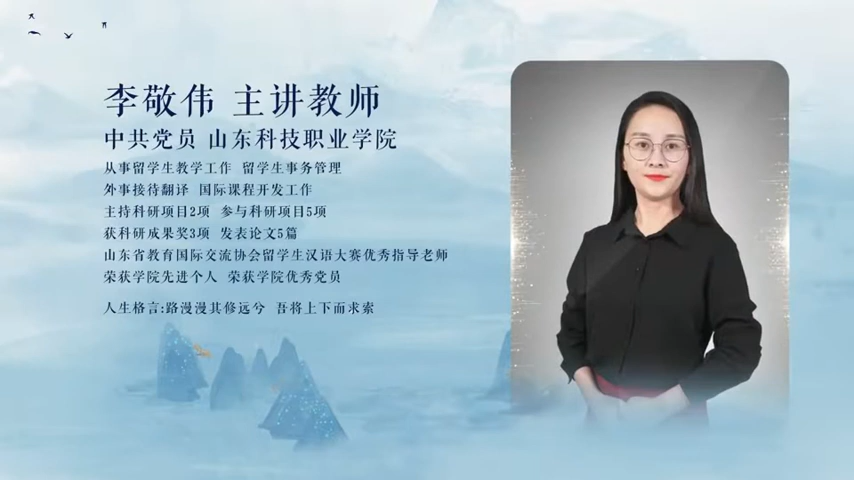 李敬伟 主讲教师
中共党员 山东科技职业学院
从事留学生教学工作 留学生事务管理
外事接待翻译 国际课程开发工作
主持科研项目2项 参与科研项目5项
获科研成果奖3项 发表论文5篇
山东省教育国际交流协会留学生汉语大赛优秀指导老师
荣获学院先进个人 荣获学院优秀党员
人生格言:路漫漫其修远兮 吾将上下而求索